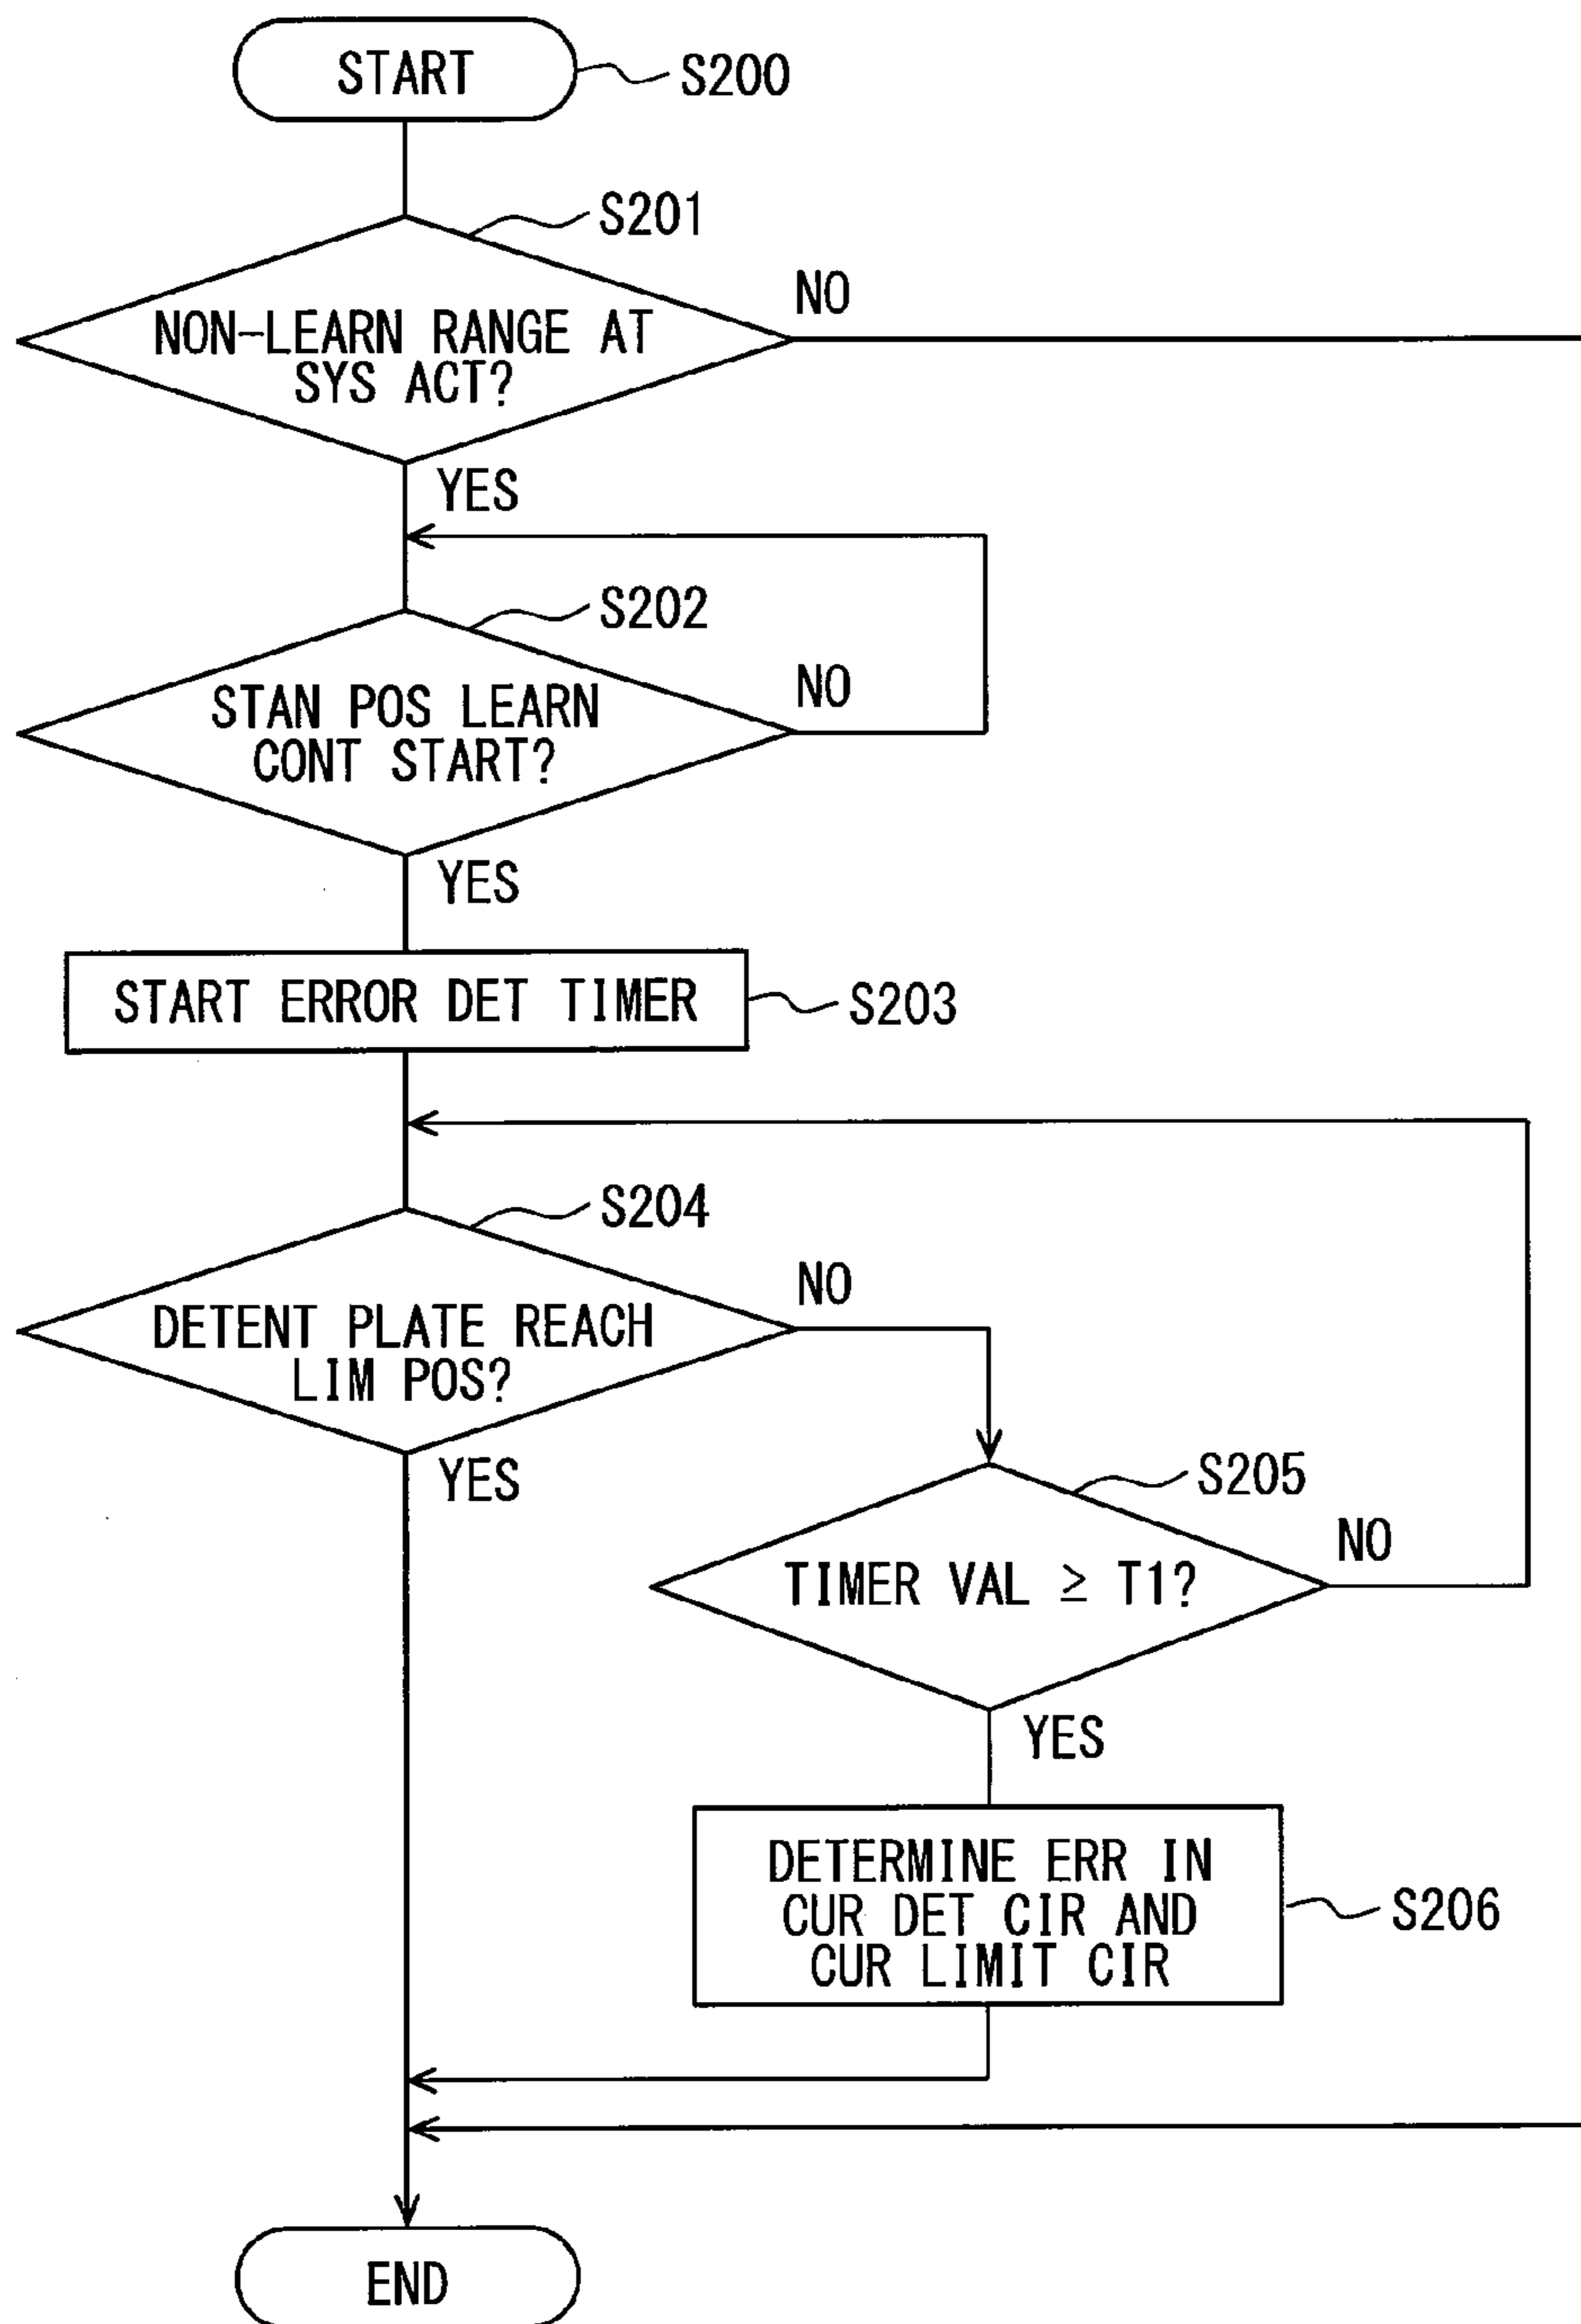 START
S200
S201
NON-LEARN RANGE AT
SYS ACT?
NO
YES
S202
STAN POS LEARN
CONT START?
NO
YES
START ERROR DET TIMER
S203
S204
DETENT PLATE REACH
LIM POS?
NO
YES
S205
TIMER VAL ≥ T1?
NO
YES
DETERMINE ERR IN
CUR DET CIR AND
CUR LIMIT CIR
S206
END